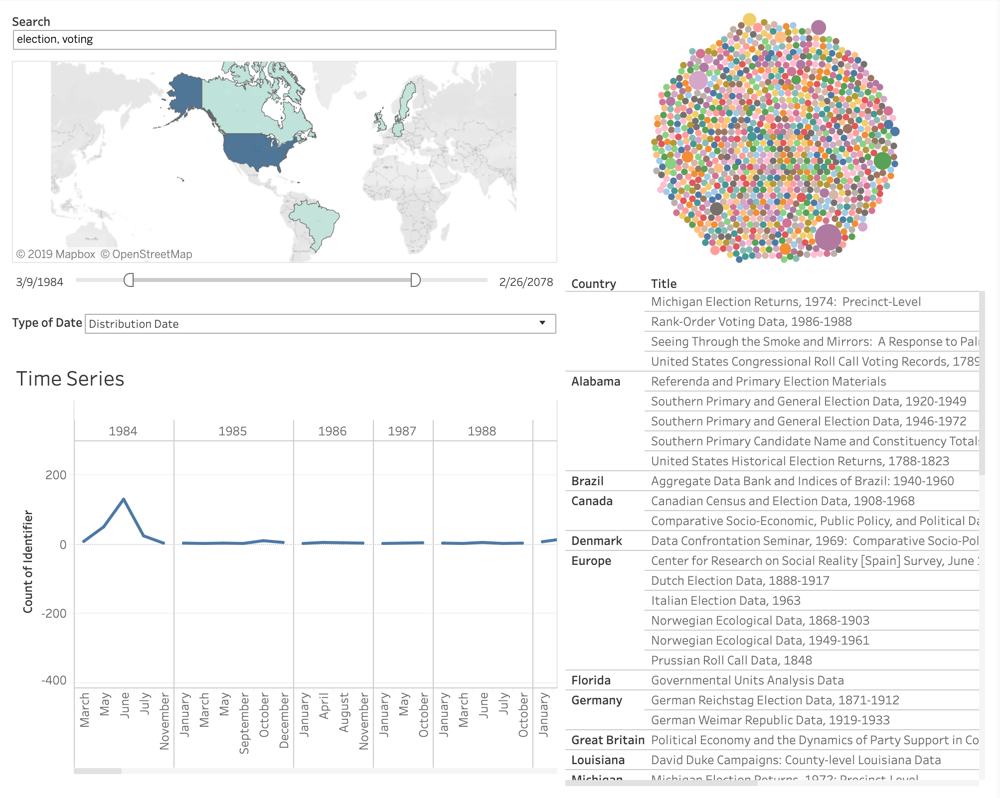 Search
election, voting
© 2019 Mapbox © OpenStreetMap
3/9/1984
2/26/2078
Type of Date
Distribution Date
Time Series
1984
1985
1986
1987
1988
200
0
-200
-400
Count of Identifier
March
May
June
July
November
January
March
May
September
October
December
January
April
August
November
January
May
October
January
March
June
July
October
January
Country Title
Michigan Election Returns, 1974: Precinct-Level
Rank-Order Voting Data, 1986-1988
Seeing Through the Smoke and Mirrors: A Response to
United States Congressional Roll Call Voting Records, 1789
Alabama Referenda and Primary Election Materials
Southern Primary and General Election Data, 1920-1949
Southern Primary and General Election Data, 1946-1972
Southern Primary Candidate Name and Constituency Totals
United States Historical Election Returns, 1788-1823
Brazil Aggregate Data Bank and Indices of Brazil: 1940-1960
Canada Canadian Census and Election Data, 1908-1968
Comparative Socio-Economic, Public Policy, and Political
Denmark Data Confrontation Seminar, 1969: Comparative Socio-Pol
Europe Center for Research on Social Reality [Spain] Survey, June
Dutch Election Data, 1888-1917
Italian Election Data, 1963
Norwegian Ecological Data, 1868-1903
Norwegian Ecological Data, 1949-1961
Prussian Roll Call Data, 1848
Florida Governmental Units Analysis Data
Germany German Reichstag Election Data, 1871-1912
German Weimar Republic Data, 1919-1933
Great Britain Political Economy and the Dynamics of Party Support in Co
Louisiana David Duke Campaigns: County-level Louisiana Data
Michigan Michigan Election Returns, 1972: Precinct-Level